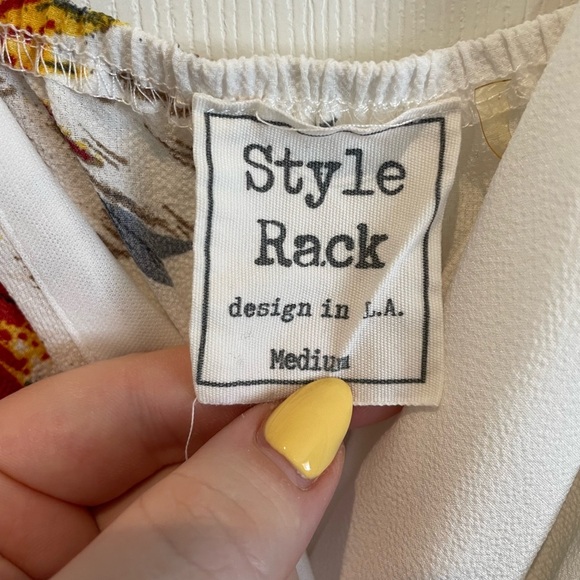 Style
Rack
design in L.A.
Medium